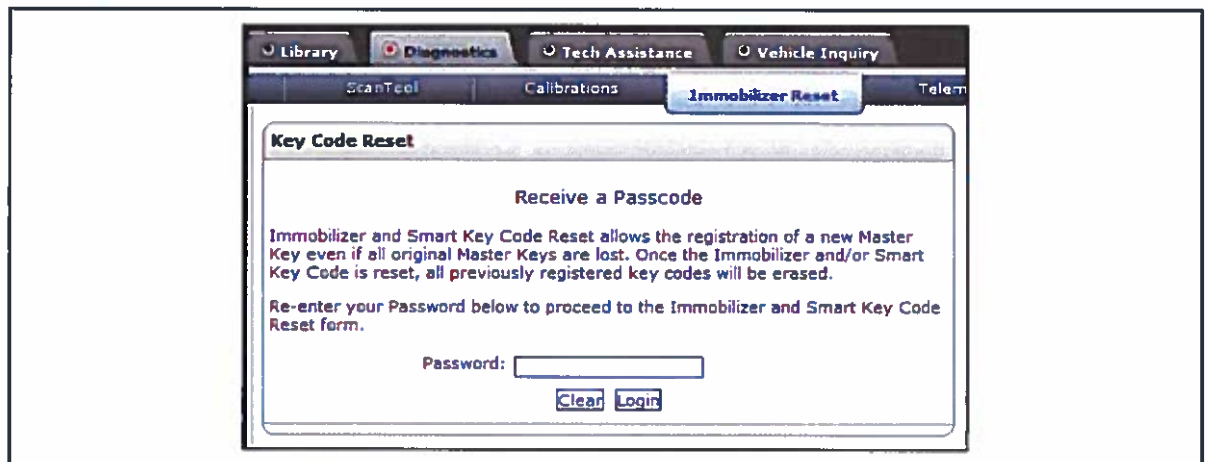 Library Diagnostics Tech Assistance Vehicle Inquiry
ScanTool Calibrations Immobilizer Reset Telem
Key Code Reset
Receive a Passcode
Immobilizer and Smart Key Code Reset allows the registration of a new Master
Key even if all original Master Keys are lost. Once the Immobilizer and/or Smart
Key Code is reset, all previously registered key codes will be erased.
Re-enter your Password below to proceed to the Immobilizer and Smart Key Code
Reset form.
Password:
Clear Login